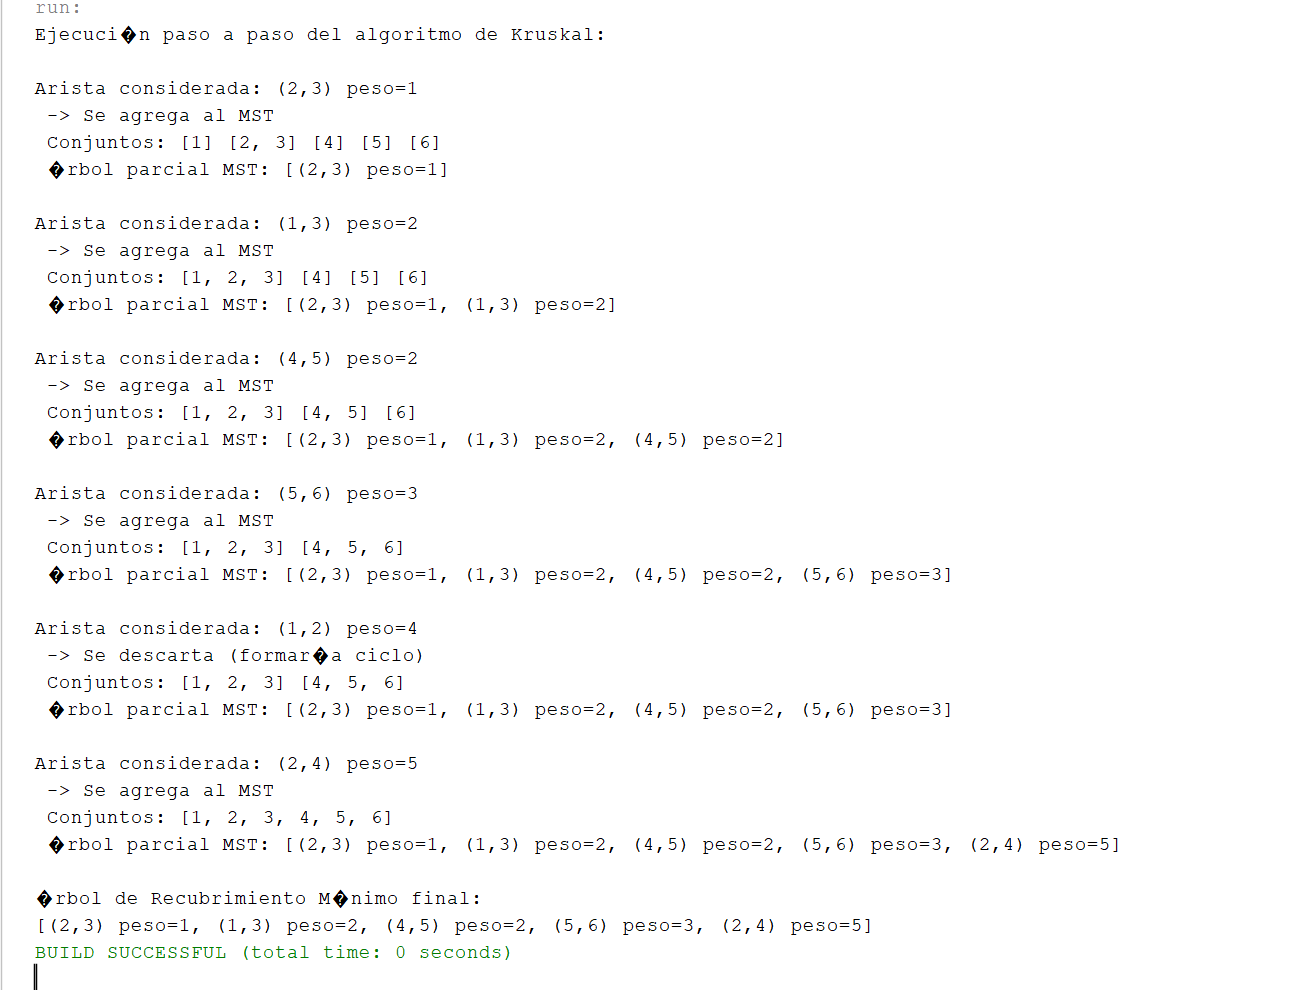 run:
Ejecuci�n paso a paso del algoritmo de Kruskal:
Arista considerada: (2,3) peso=1
-> Se agrega al MST
Conjuntos: [1] [2, 3] [4] [5] [6]
�rbol parcial MST: [(2,3) peso=1]
Arista considerada: (1,3) peso=2
-> Se agrega al MST
Conjuntos: [1, 2, 3] [4] [5] [6]
�rbol parcial MST: [(2,3) peso=1, (1,3) peso=2]
Arista considerada: (4,5) peso=2
-> Se agrega al MST
Conjuntos: [1, 2, 3] [4, 5] [6]
�rbol parcial MST: [(2,3) peso=1, (1,3) peso=2, (4,5) peso=2]
Arista considerada: (5,6) peso=3
-> Se agrega al MST
Conjuntos: [1, 2, 3] [4, 5, 6]
�rbol parcial MST: [(2,3) peso=1, (1,3) peso=2, (4,5) peso=2, (5,6) peso=3]
Arista considerada: (1,2) peso=4
-> Se descarta (formar�a ciclo)
Conjuntos: [1, 2, 3] [4, 5, 6]
�rbol parcial MST: [(2,3) peso=1, (1,3) peso=2, (4,5) peso=2, (5,6) peso=3]
Arista considerada: (2,4) peso=5
-> Se agrega al MST
Conjuntos: [1, 2, 3, 4, 5, 6]
�rbol parcial MST: [(2,3) peso=1, (1,3) peso=2, (4,5) peso=2, (5,6) peso=3, (2,4) peso=5]
�rbol de Recubrimiento M�nimo final:
[(2,3) peso=1, (1,3) peso=2, (4,5) peso=2, (5,6) peso=3, (2,4) peso=5]
BUILD SUCCESSFUL (total time: 0 seconds)